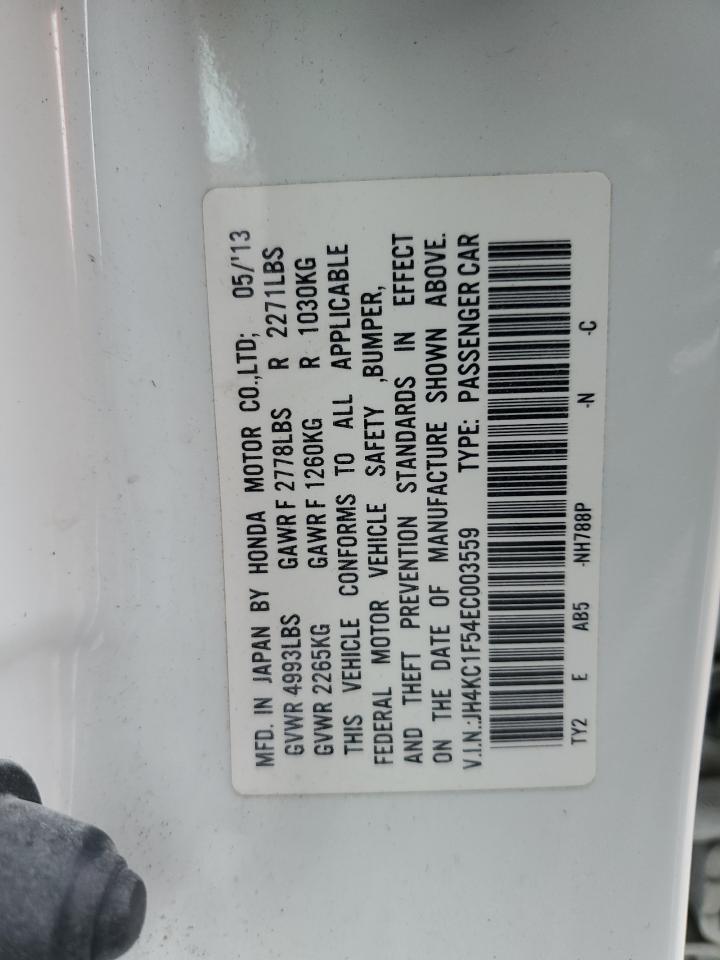 MFD. IN JAPAN BY HONDA MOTOR CO.,LTD; 05/'13
GVWR 4993LBS GAWR F 2778LBS R 2271LBS
GVWR 2265KG GAWR F 1260KG R 1030KG
THIS VEHICLE CONFORMS TO ALL APPLICABLE
FEDERAL MOTOR VEHICLE SAFETY ,BUMPER,
AND THEFT PREVENTION STANDARDS IN EFFECT
ON THE DATE OF MANUFACTURE SHOWN ABOVE.
V.I.N.:JH4KC1F54EC003559 TYPE: PASSENGER CAR
TY2 E AB5 -NH788P -N -C